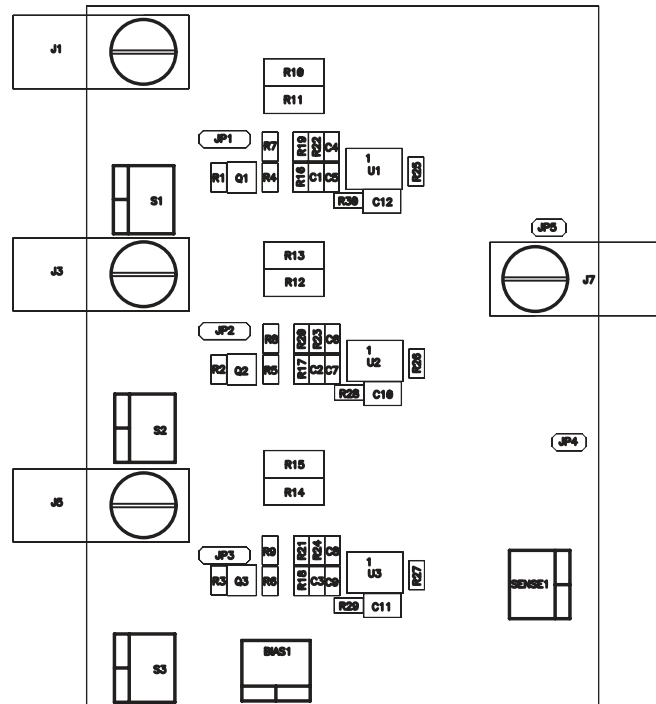 J1
R10
R11
JP1
R7
R19
R22
C4
1
U1
R25
R1
Q1
R4
R16
C1
C5
R30
C12
S1
JP5
J3
R13
R12
J7
JP2
R8
R20
R23
C6
1
U2
R26
R2
Q2
R5
R17
C2
C7
R28
C10
S2
JP4
R15
R14
J5
JP3
R9
R21
R24
C8
1
U3
R27
R3
Q3
R6
R18
C3
C9
R29
C11
SENSE1
S3
BIAS1